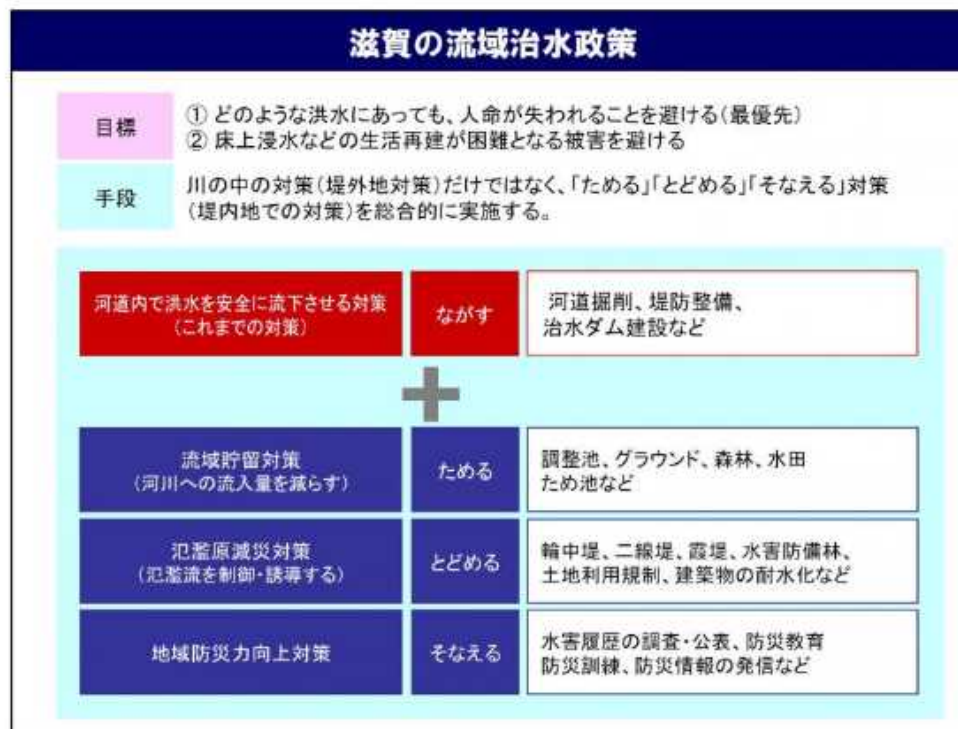 滋賀の流域治水政策
目標
① どのような洪水にあっても、人命が失われることを避ける(最優先)
② 床上浸水などの生活再建が困難となる被害を避ける
手段
川の中の対策(堤外地対策)だけではなく、「ためる」「とどめる」「そなえる」対策
(堤内地での対策)を総合的に実施する。
河道内で洪水を安全に流下させる対策
(これまでの対策)
ながす
河道掘削、堤防整備、
治水ダム建設など
流域貯留対策
(河川への流入量を減らす)
ためる
調整池、グラウンド、森林、水田
ため池など
氾濫原減災対策
(氾濫流を制御・誘導する)
とどめる
輪中堤、二線堤、霞堤、水害防備林、
土地利用規制、建築物の耐水化など
地域防災力向上対策
そなえる
水害履歴の調査・公表、防災教育
防災訓練、防災情報の発信など